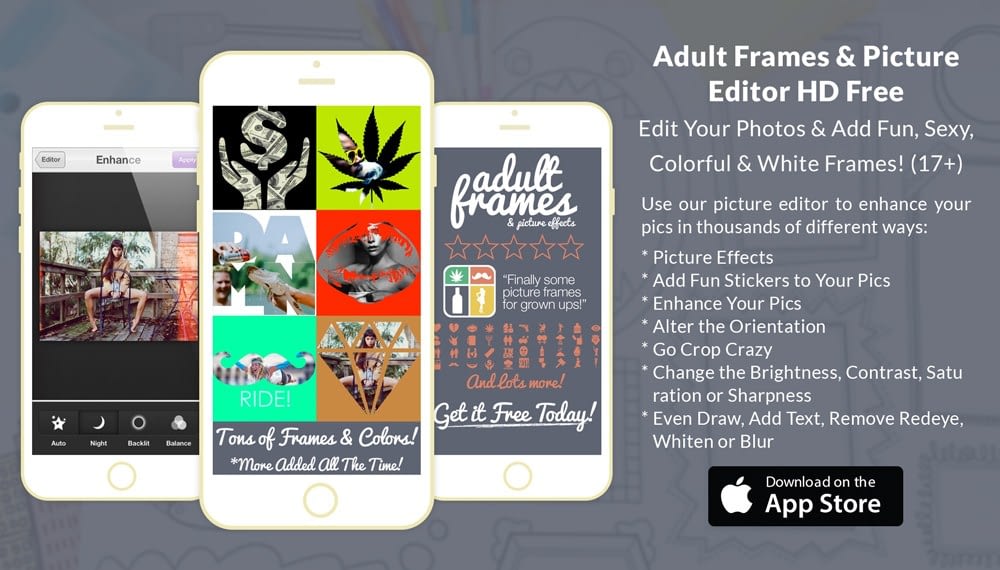 Editor
Enhance
Apply
Auto
Night
Backlit
Balance
$
RIDE!
Tons of Frames & Colors!
*More Added All The Time!
adult
frames
& picture effects
"Finally some
picture frames
for grown ups!"
And lots more!
Get it Free Today!
Adult Frames & Picture
Editor HD Free
Edit Your Photos & Add Fun, Sexy,
Colorful & White Frames! (17+)
Use our picture editor to enhance your
pics in thousands of different ways:
* Picture Effects
* Add Fun Stickers to Your Pics
* Enhance Your Pics
* Alter the Orientation
* Go Crop Crazy
* Change the Brightness, Contrast, Satu
ration or Sharpness
* Even Draw, Add Text, Remove Redeye,
Whiten or Blur
Download on the
App Store